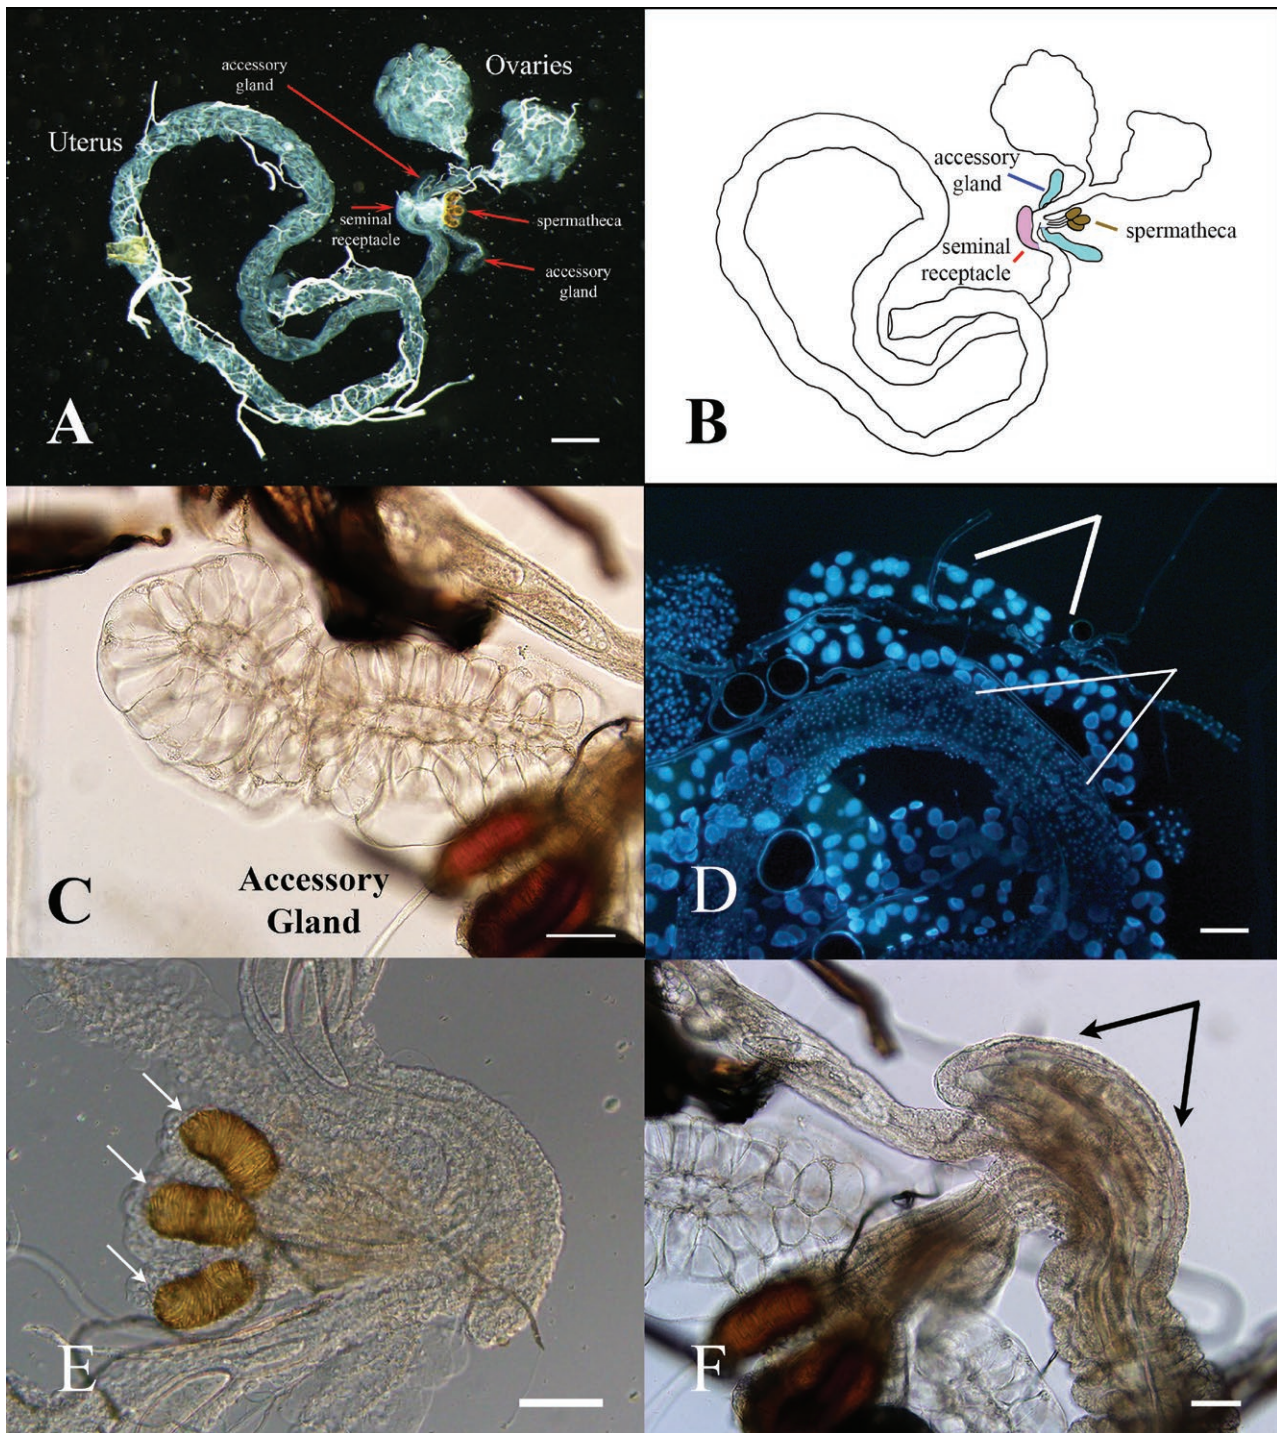 accessory
gland
Ovaries
Uterus
seminal
receptacle
spermatheca
accessory
gland
A
accessory
gland
spermatheca
seminal
receptacle
B
C
Accessory
Gland
D
E
F